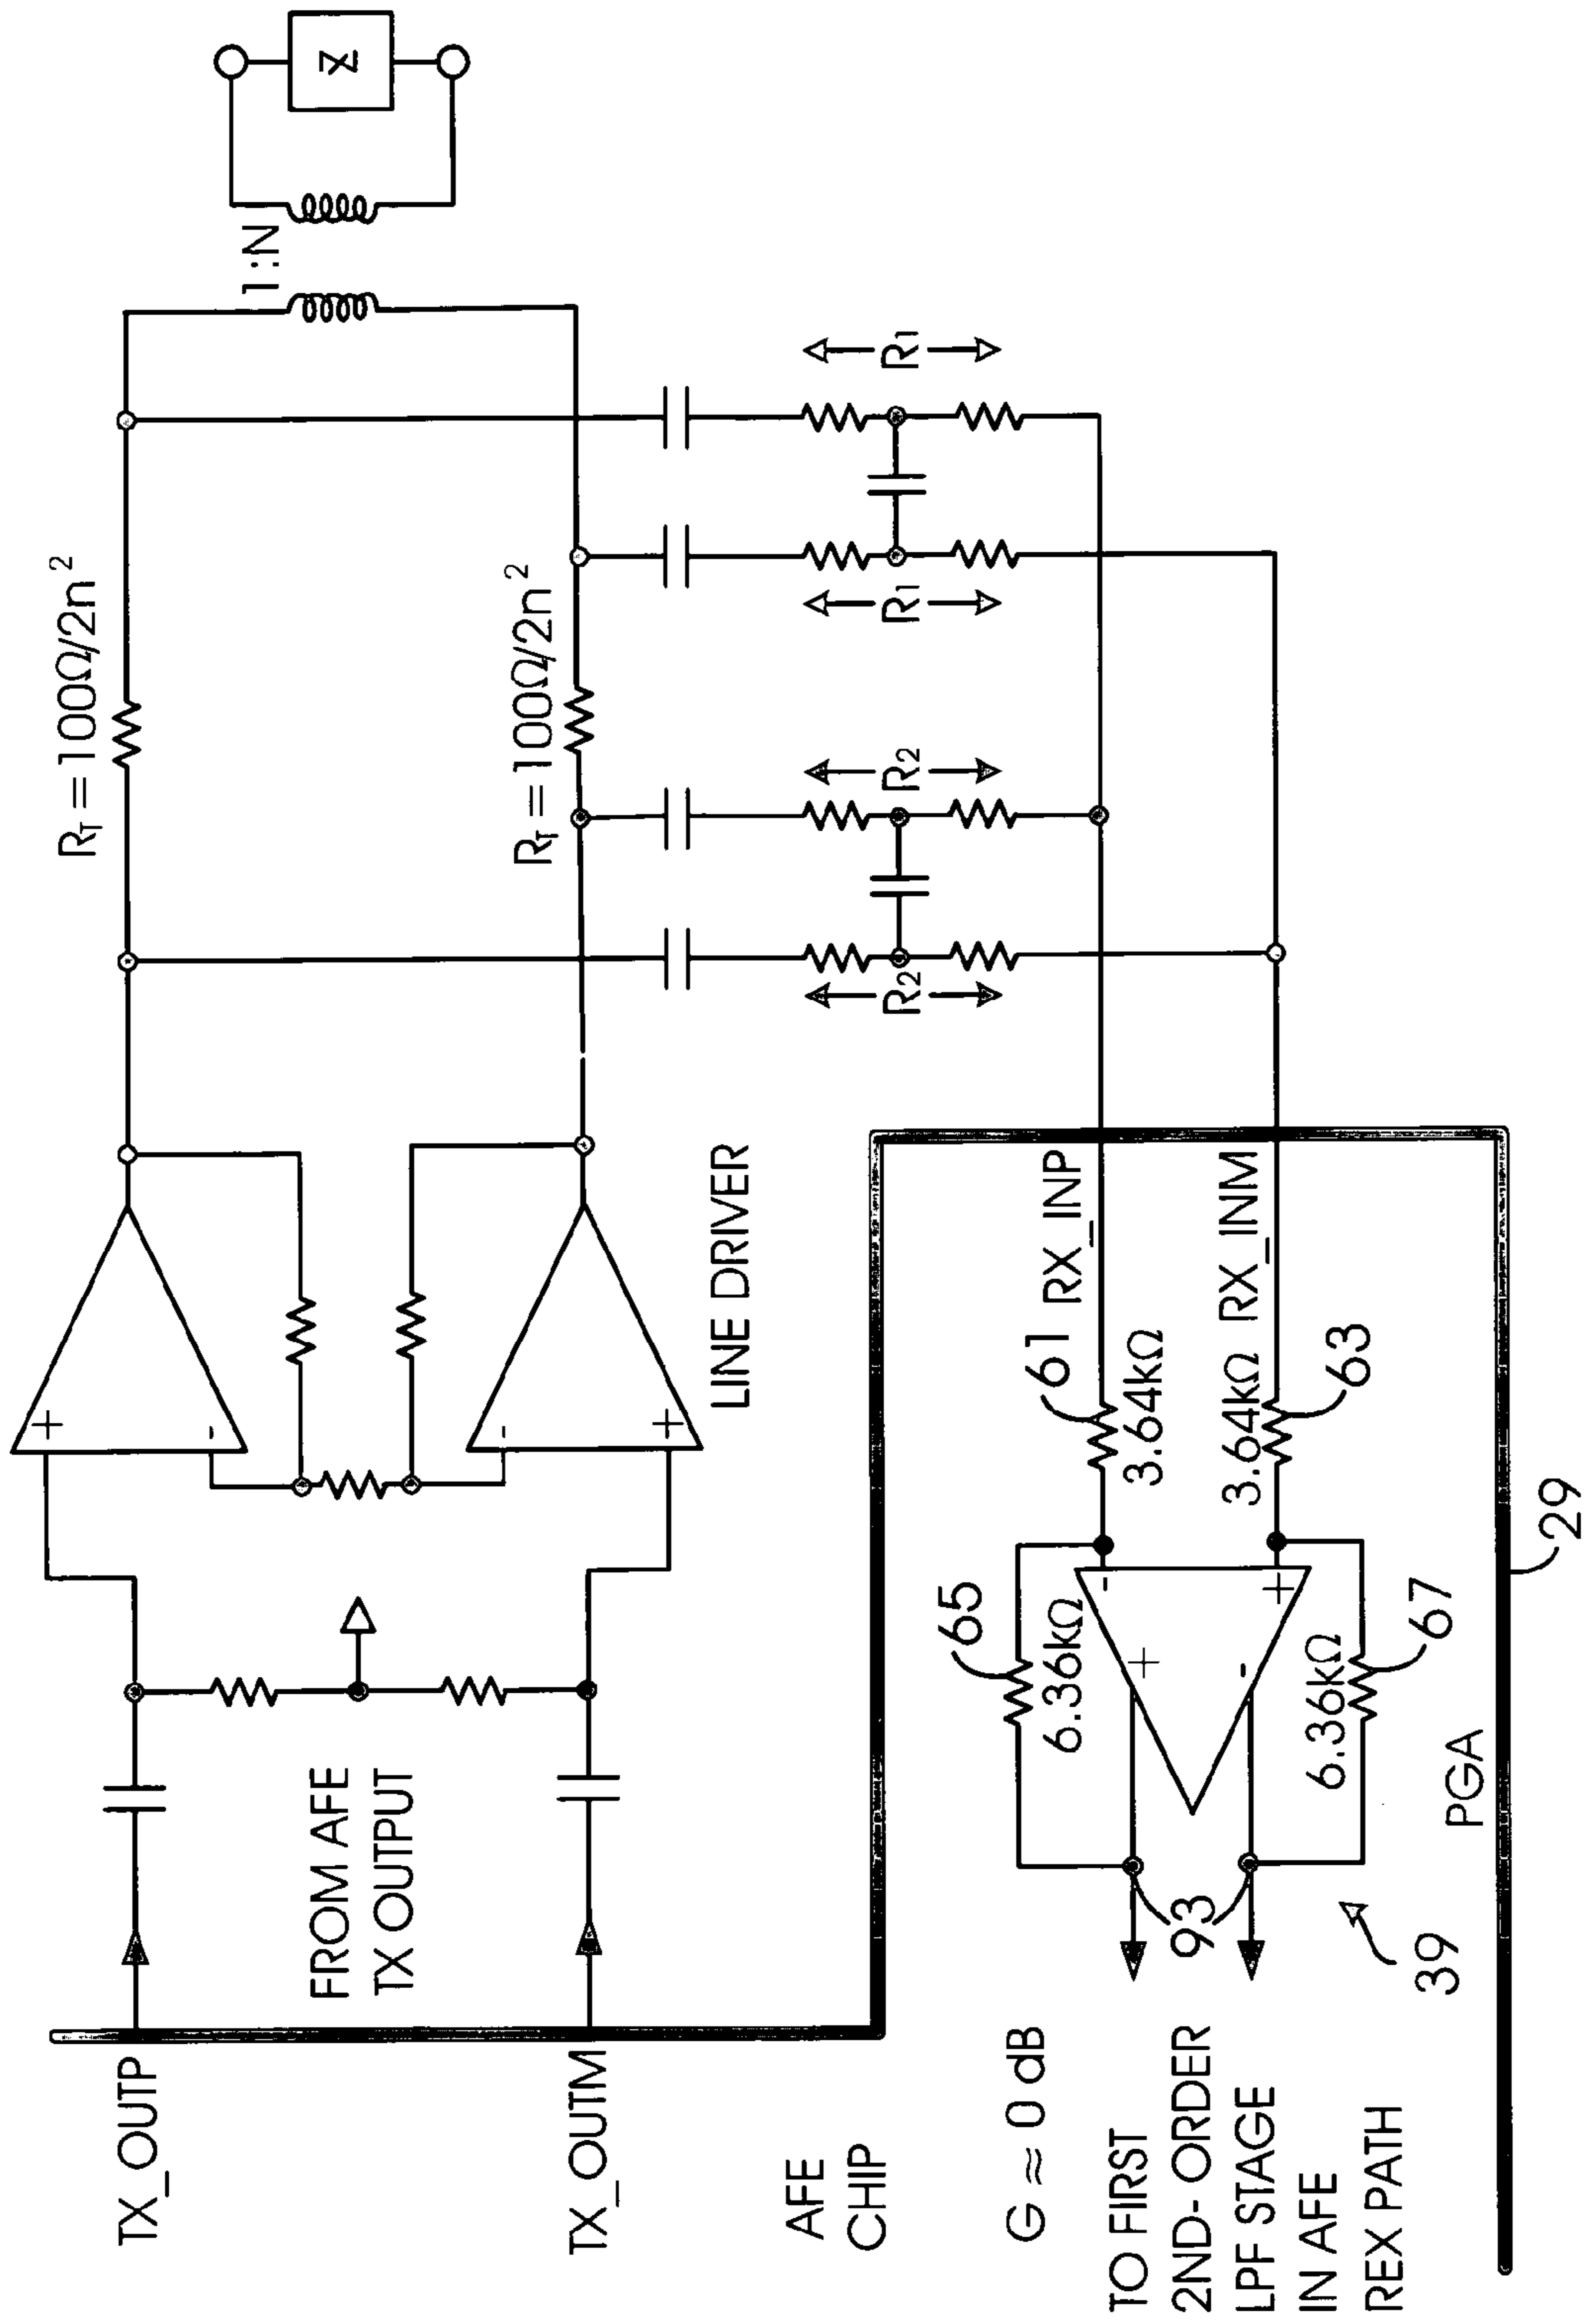 TX_OUTP
TX_OUTM
FROM AFE
TX OUTPUT
+
-
-
+
LINE DRIVER
R_T = 100Ω/2n²
R_T = 100Ω/2n²
1:N
Z
R2
R2
R1
R1
AFE
CHIP
G ≈ 0 dB
TO FIRST
2ND- ORDER
LPF STAGE
IN AFE
REX PATH
93
39
65
6.36kΩ
+
-
-
+
6.36kΩ
67
PGA
61
RX_INP
3.64kΩ
3.64kΩ
RX_INM
63
29